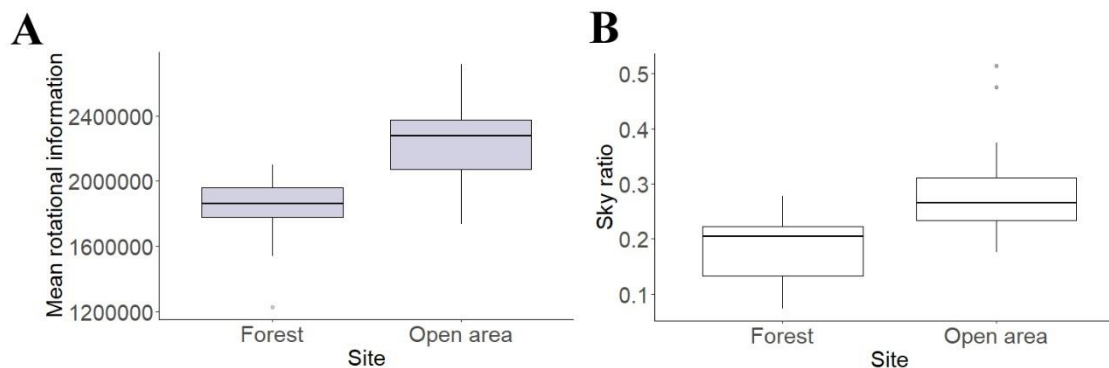 A
Mean rotational information
2400000
2000000
1600000
1200000
Forest
Open area
Site
B
Sky ratio
0.5
0.4
0.3
0.2
0.1
Forest
Open area
Site